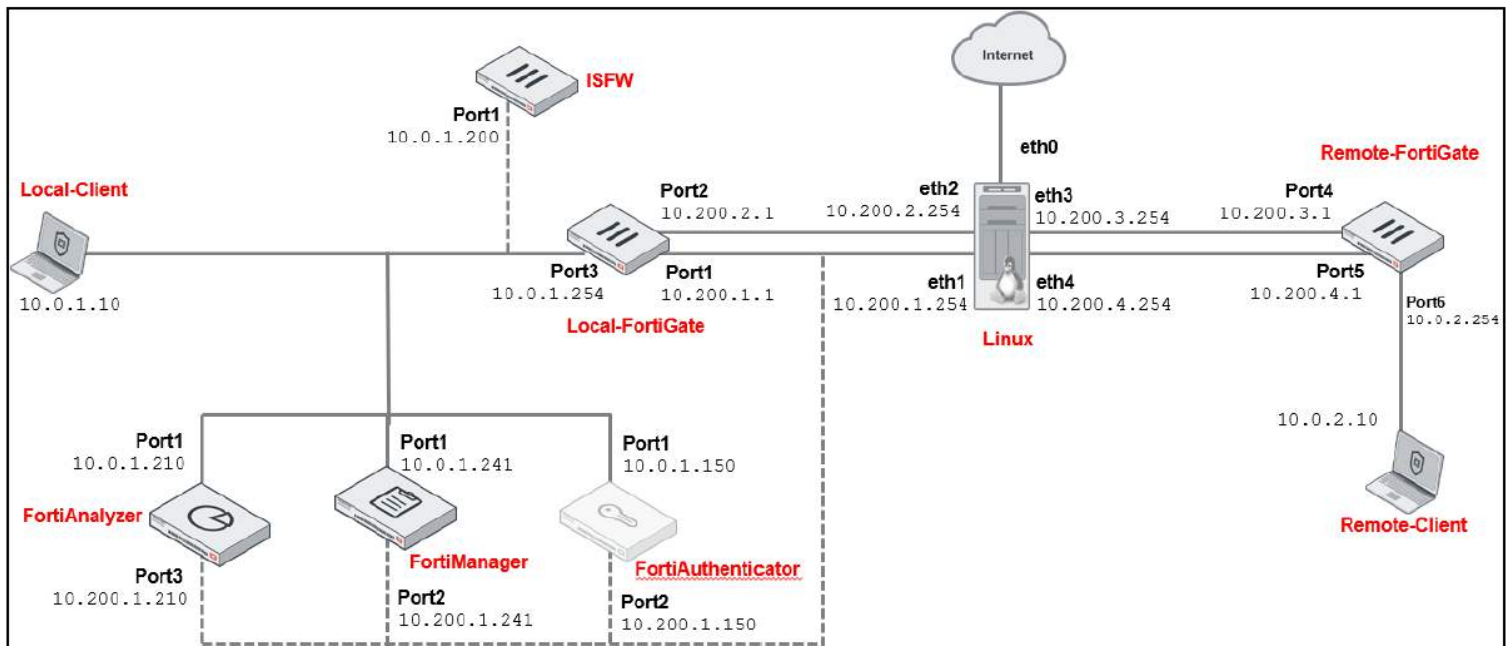 Internet
ISFW
Port1
10.0.1.200
eth0
Remote-FortiGate
Local-Client
Port2
10.200.2.1
eth2
10.200.2.254
eth3
10.200.3.254
Port4
10.200.3.1
10.0.1.10
Port3
10.0.1.254
Port1
10.200.1.1
Local-FortiGate
eth1
10.200.1.254
eth4
10.200.4.254
Linux
Port5
10.200.4.1
Port6
10.0.2.254
10.0.2.10
Remote-Client
Port1
10.0.1.210
Port1
10.0.1.241
Port1
10.0.1.150
FortiAnalyzer
FortiManager
FortiAuthenticator
Port3
10.200.1.210
Port2
10.200.1.241
Port2
10.200.1.150